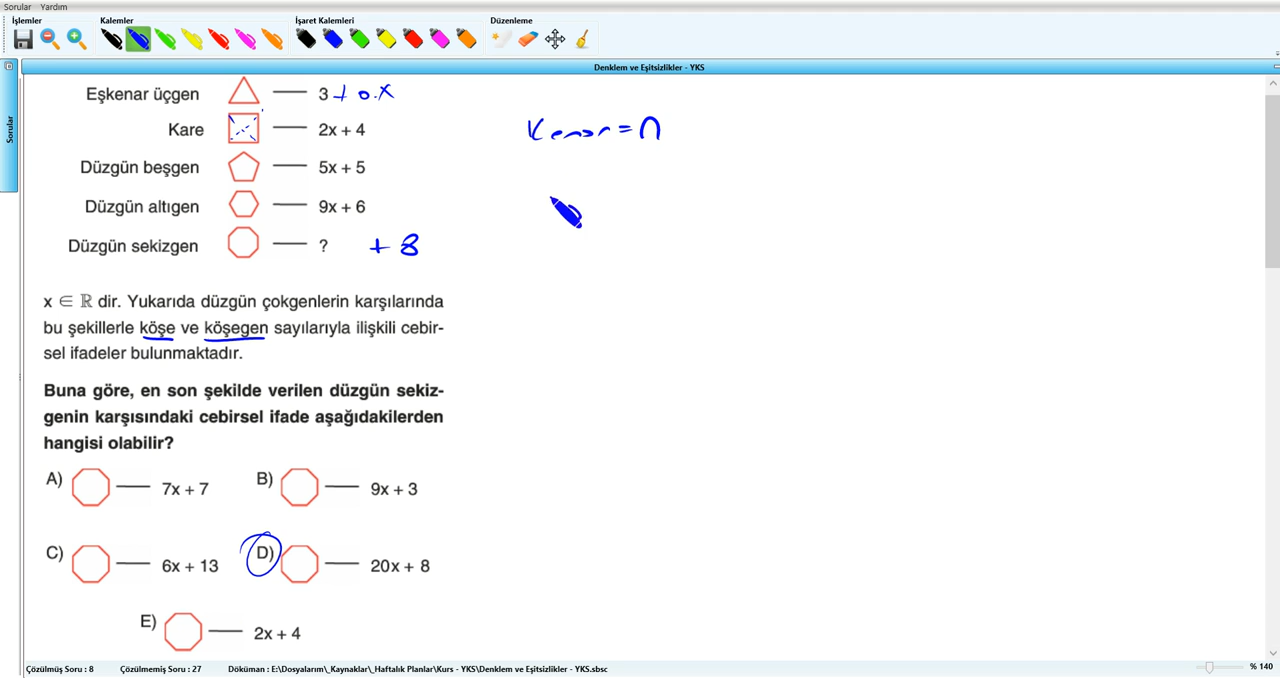 Sorular Yardım
İşlemler Kalemler İşaret Kalemleri Düzenleme
Denklem ve Eşitsizlikler - YKS
Sorular
Eşkenar üçgen 3 + 0.x
Kare 2x + 4
Kenar = n
Düzgün beşgen 5x + 5
Düzgün altıgen 9x + 6
Düzgün sekizgen ? + 8
x ∈ ℝ dir. Yukarıda düzgün çokgenlerin karşılarında
bu şekillerle köşe ve köşegen sayılarıyla ilişkili cebir-
sel ifadeler bulunmaktadır.
Buna göre, en son şekilde verilen düzgün sekiz-
genin karşısındaki cebirsel ifade aşağıdakilerden
hangisi olabilir?
A) 7x + 7 B) 9x + 3
C) 6x + 13 D) 20x + 8
E) 2x + 4
Çözülmüş Soru : 8 Çözülmemiş Soru : 27 Döküman : E:\Dosyalarım\_Kaynaklar\_Haftalık Planlar\Kurs - YKS\Denklem ve Eşitsizlikler - YKS.sbsc % 140